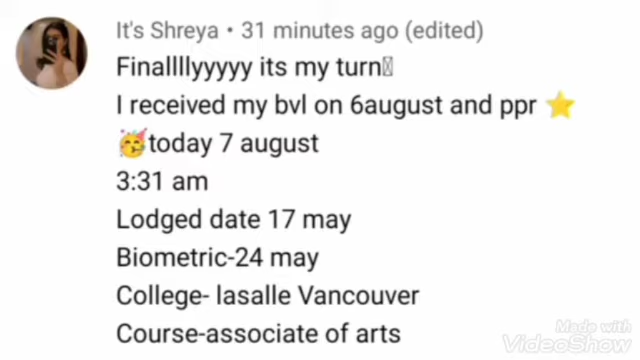 It's Shreya • 31 minutes ago (edited)
Finallllyyyyy its my turn
I received my bvl on 6august and ppr ⭐
🥳today 7 august
3:31 am
Lodged date 17 may
Biometric-24 may
College- lasalle Vancouver
Course-associate of arts
Made with
VideoShow